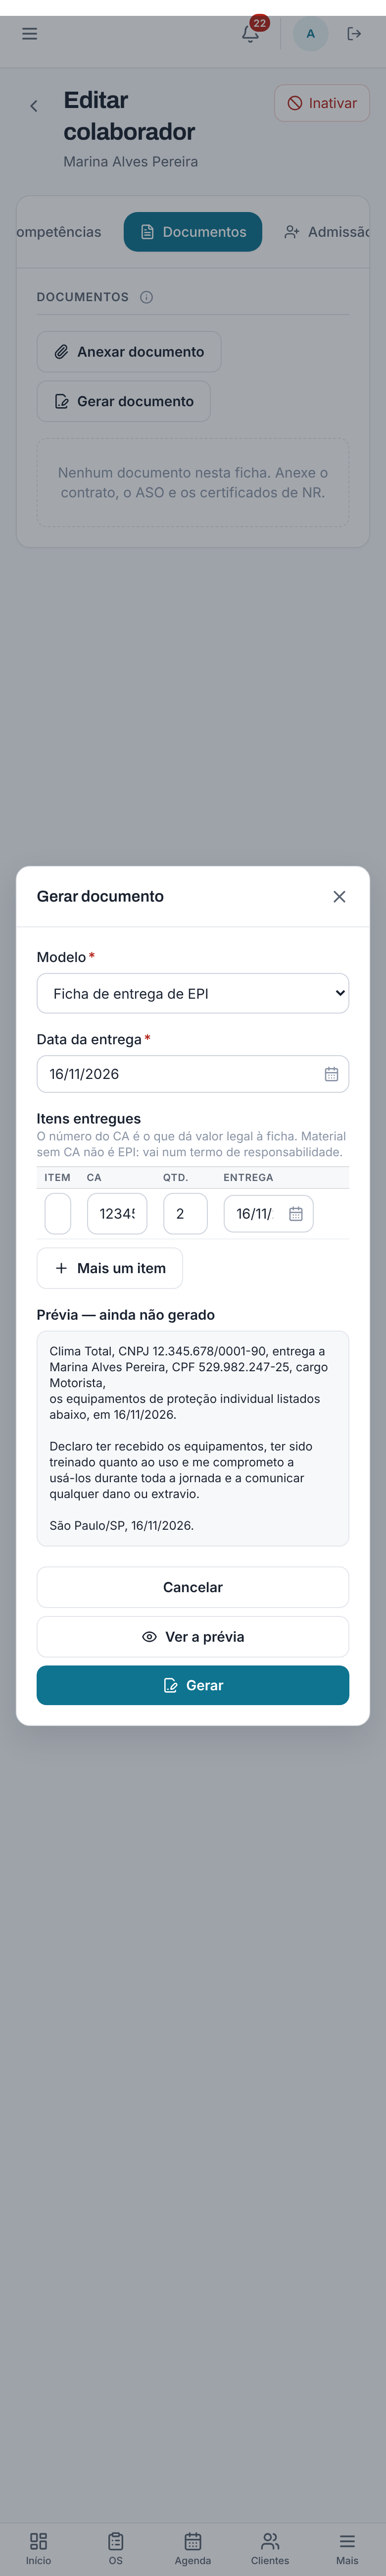 22
A
Editar
colaborador
Inativar
Marina Alves Pereira
ompetências
Documentos
Admissão
DOCUMENTOS
Anexar documento
Gerar documento
Nenhum documento nesta ficha. Anexe o
contrato, o ASO e os certificados de NR.
Gerar documento
Modelo*
Ficha de entrega de EPI
Data da entrega*
16/11/2026
Itens entregues
O número do CA é o que dá valor legal à ficha. Material
sem CA não é EPI: vai num termo de responsabilidade.
ITEM CA QTD. ENTREGA
12345 2 16/11/
Mais um item
Prévia — ainda não gerado
Clima Total, CNPJ 12.345.678/0001-90, entrega a
Marina Alves Pereira, CPF 529.982.247-25, cargo
Motorista,
os equipamentos de proteção individual listados
abaixo, em 16/11/2026.
Declaro ter recebido os equipamentos, ter sido
treinado quanto ao uso e me comprometo a
usá-los durante toda a jornada e a comunicar
qualquer dano ou extravio.
São Paulo/SP, 16/11/2026.
Cancelar
Ver a prévia
Gerar
Início
OS
Agenda
Clientes
Mais